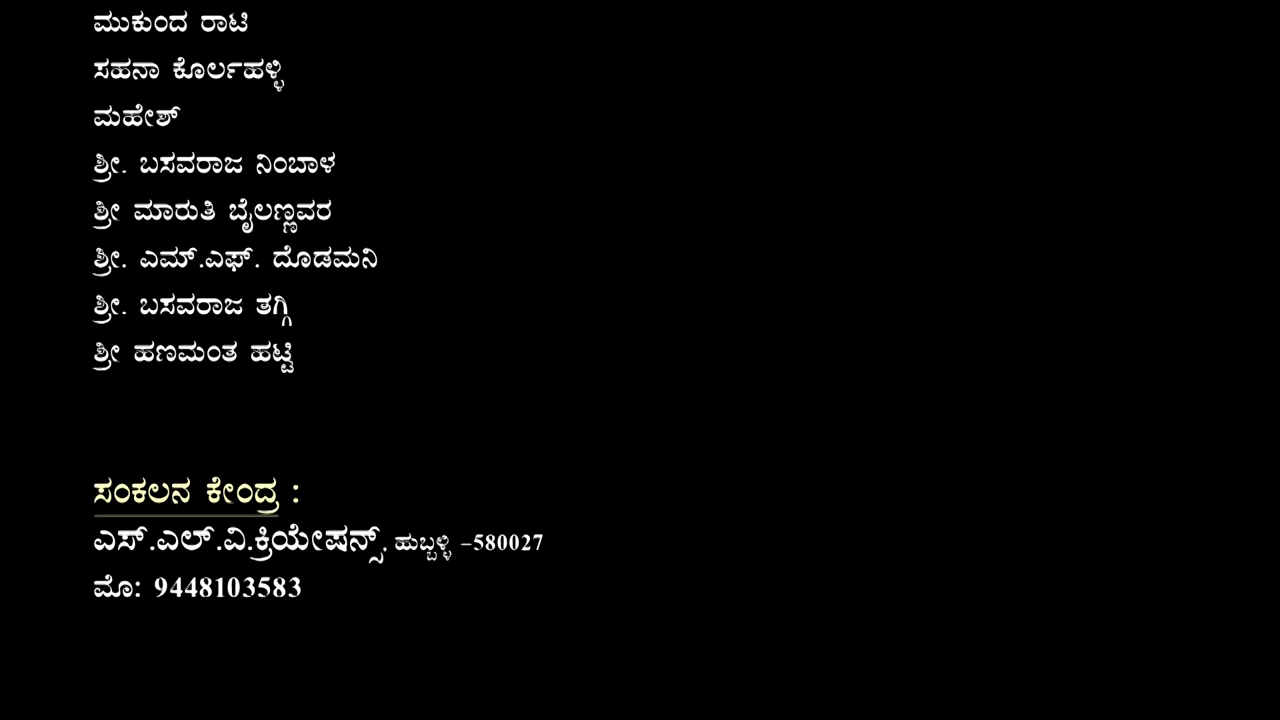 ಮುಕುಂದ ರಾಟಿ
ಸಹನಾ ಕೊರ್ಲಹಳ್ಳಿ
ಮಹೇಶ್
ಶ್ರೀ. ಬಸವರಾಜ ನಿಂಬಾಳ
ಶ್ರೀ ಮಾರುತಿ ಬೈಲಣ್ಣವರ
ಶ್ರೀ. ಎಮ್.ಎಫ್. ದೊಡಮನಿ
ಶ್ರೀ. ಬಸವರಾಜ ತಗ್ಗಿ
ಶ್ರೀ ಹಣಮಂತ ಹಟ್ಟಿ
ಸಂಕಲನ ಕೇಂದ್ರ :
ಎಸ್.ಎಲ್.ವಿ.ಕ್ರಿಯೇಷನ್ಸ್, ಹುಬ್ಬಳ್ಳಿ -580027
ಮೊ: 9448103583